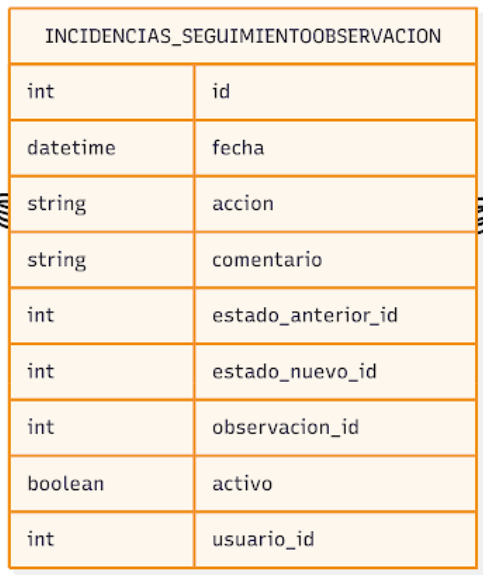 INCIDENCIAS_SEGUIMIENTOOBSERVACION
int id
datetime fecha
string accion
string comentario
int estado_anterior_id
int estado_nuevo_id
int observacion_id
boolean activo
int usuario_id